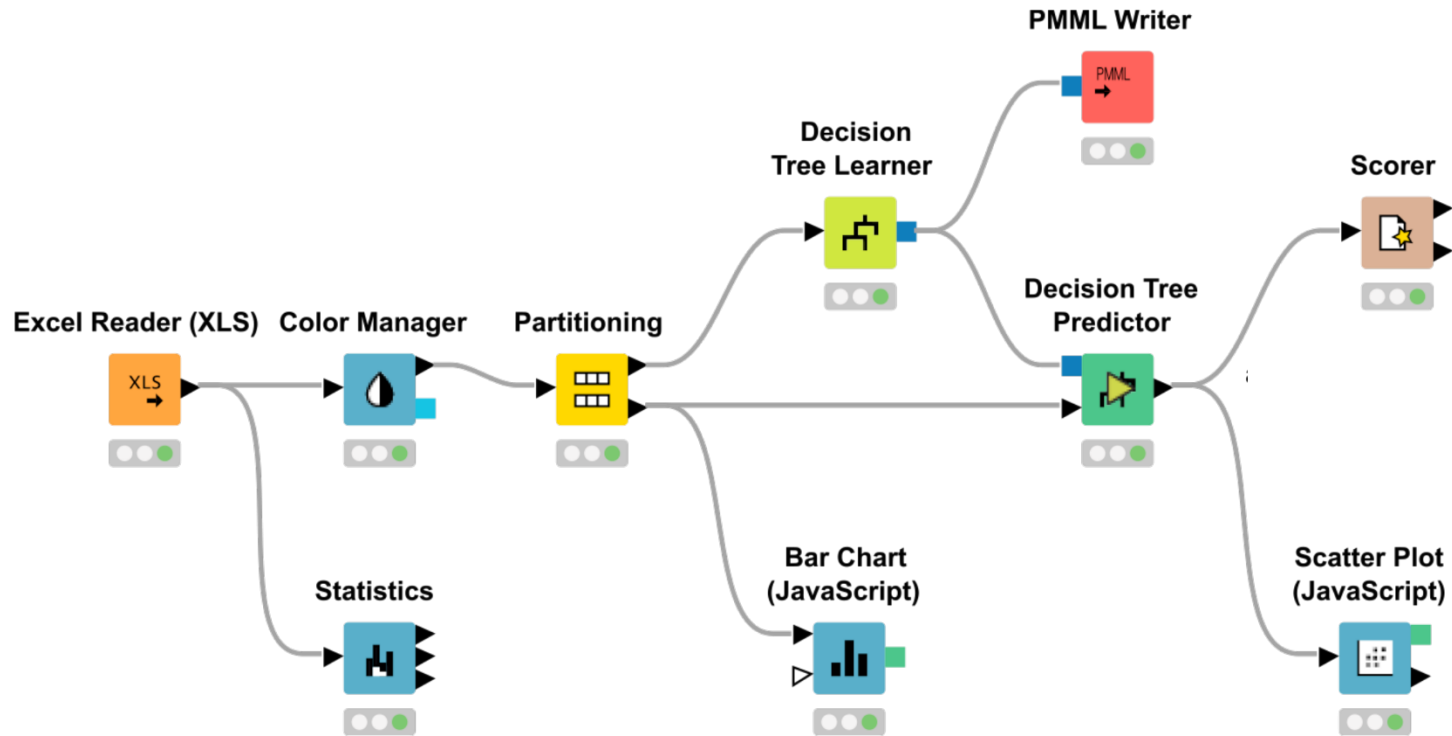 PMML Writer
PMML
Decision
Tree Learner
Scorer
Decision Tree
Predictor
Excel Reader (XLS)
Color Manager
Partitioning
XLS
Bar Chart
(JavaScript)
Scatter Plot
(JavaScript)
Statistics